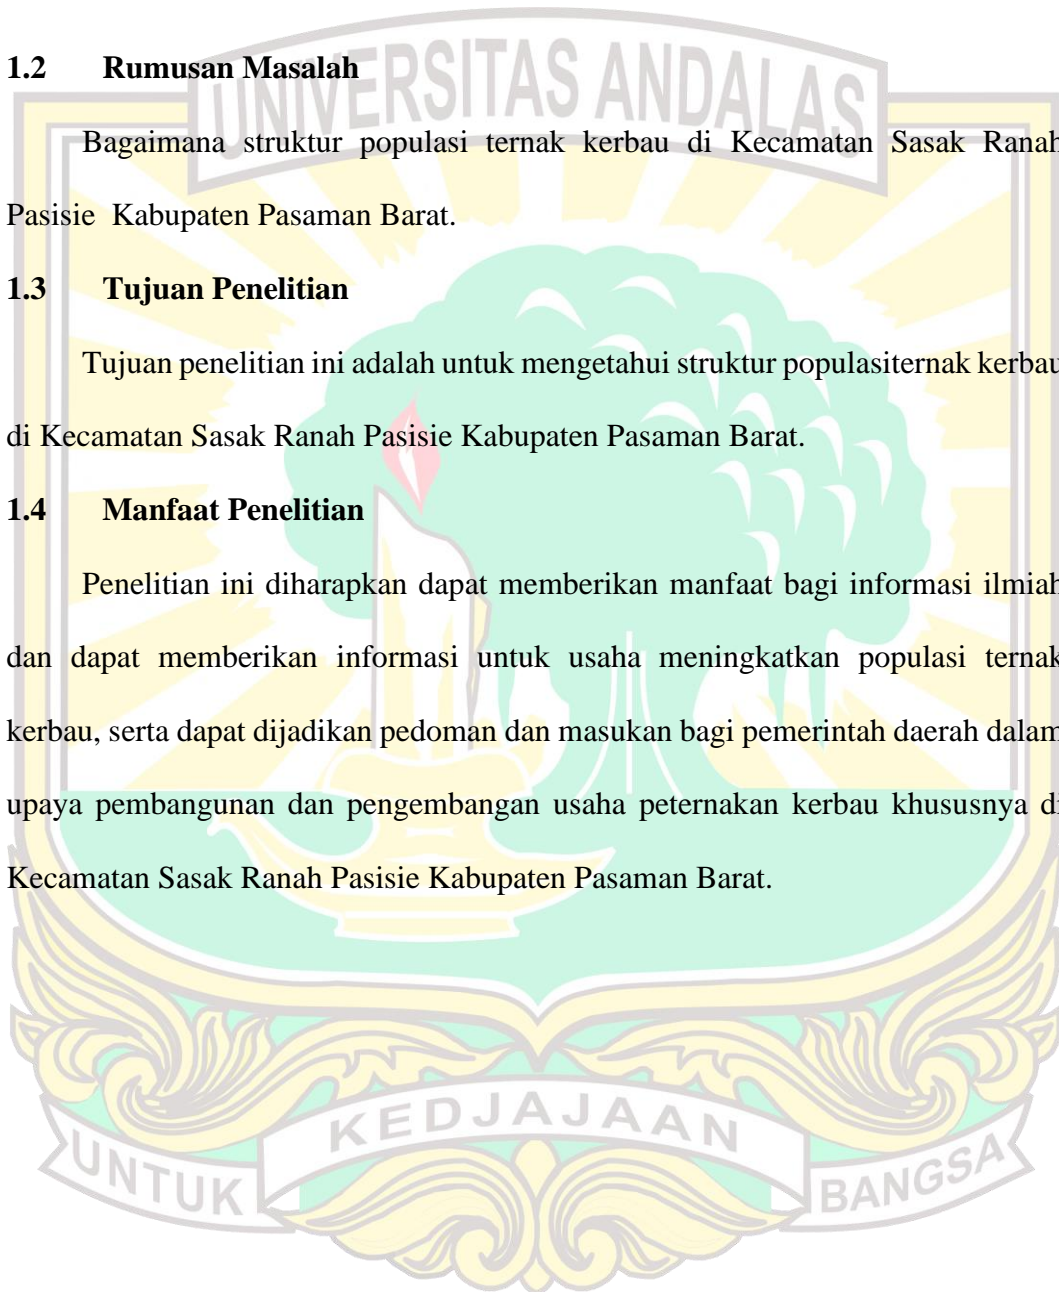 UNIVERSITAS ANDALAS
1.2 Rumusan Masalah
Bagaimana struktur populasi ternak kerbau di Kecamatan Sasak Ranah
Pasisie Kabupaten Pasaman Barat.
1.3 Tujuan Penelitian
Tujuan penelitian ini adalah untuk mengetahui struktur populasiternak kerbau
di Kecamatan Sasak Ranah Pasisie Kabupaten Pasaman Barat.
1.4 Manfaat Penelitian
Penelitian ini diharapkan dapat memberikan manfaat bagi informasi ilmiah
dan dapat memberikan informasi untuk usaha meningkatkan populasi ternak
kerbau, serta dapat dijadikan pedoman dan masukan bagi pemerintah daerah dalam
upaya pembangunan dan pengembangan usaha peternakan kerbau khususnya di
Kecamatan Sasak Ranah Pasisie Kabupaten Pasaman Barat.
UNTUK KEDJAJAAN BANGSA